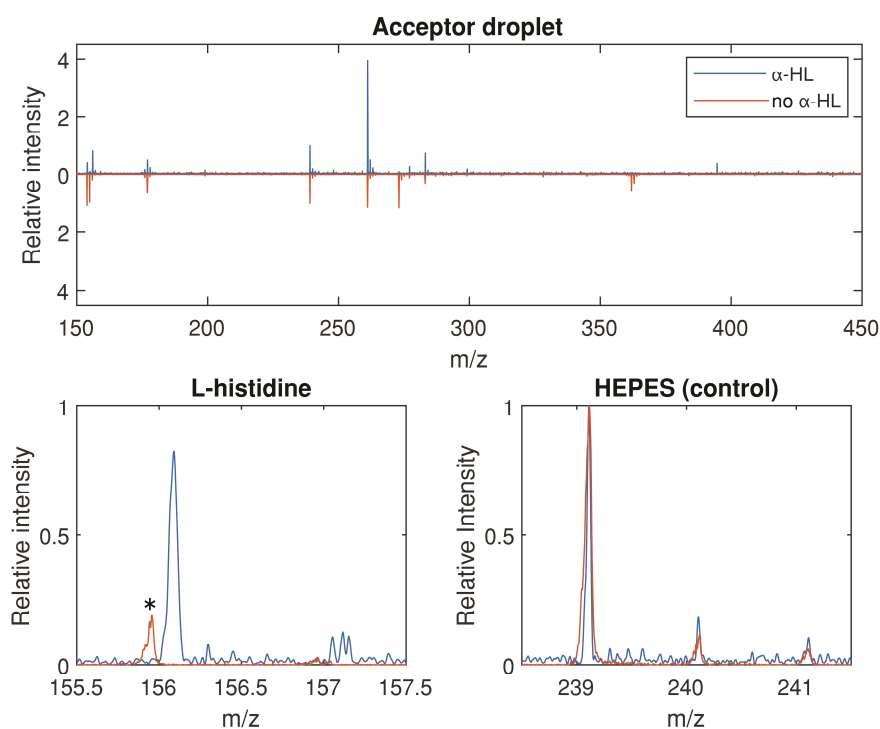 Acceptor droplet
Relative intensity
4
2
0
2
4
α-HL
no α-HL
150 200 250 300 350 400 450
m/z
L-histidine
Relative intensity
1
0.5
0
*
155.5 156 156.5 157 157.5
m/z
HEPES (control)
Relative Intensity
1
0.5
0
239 240 241
m/z